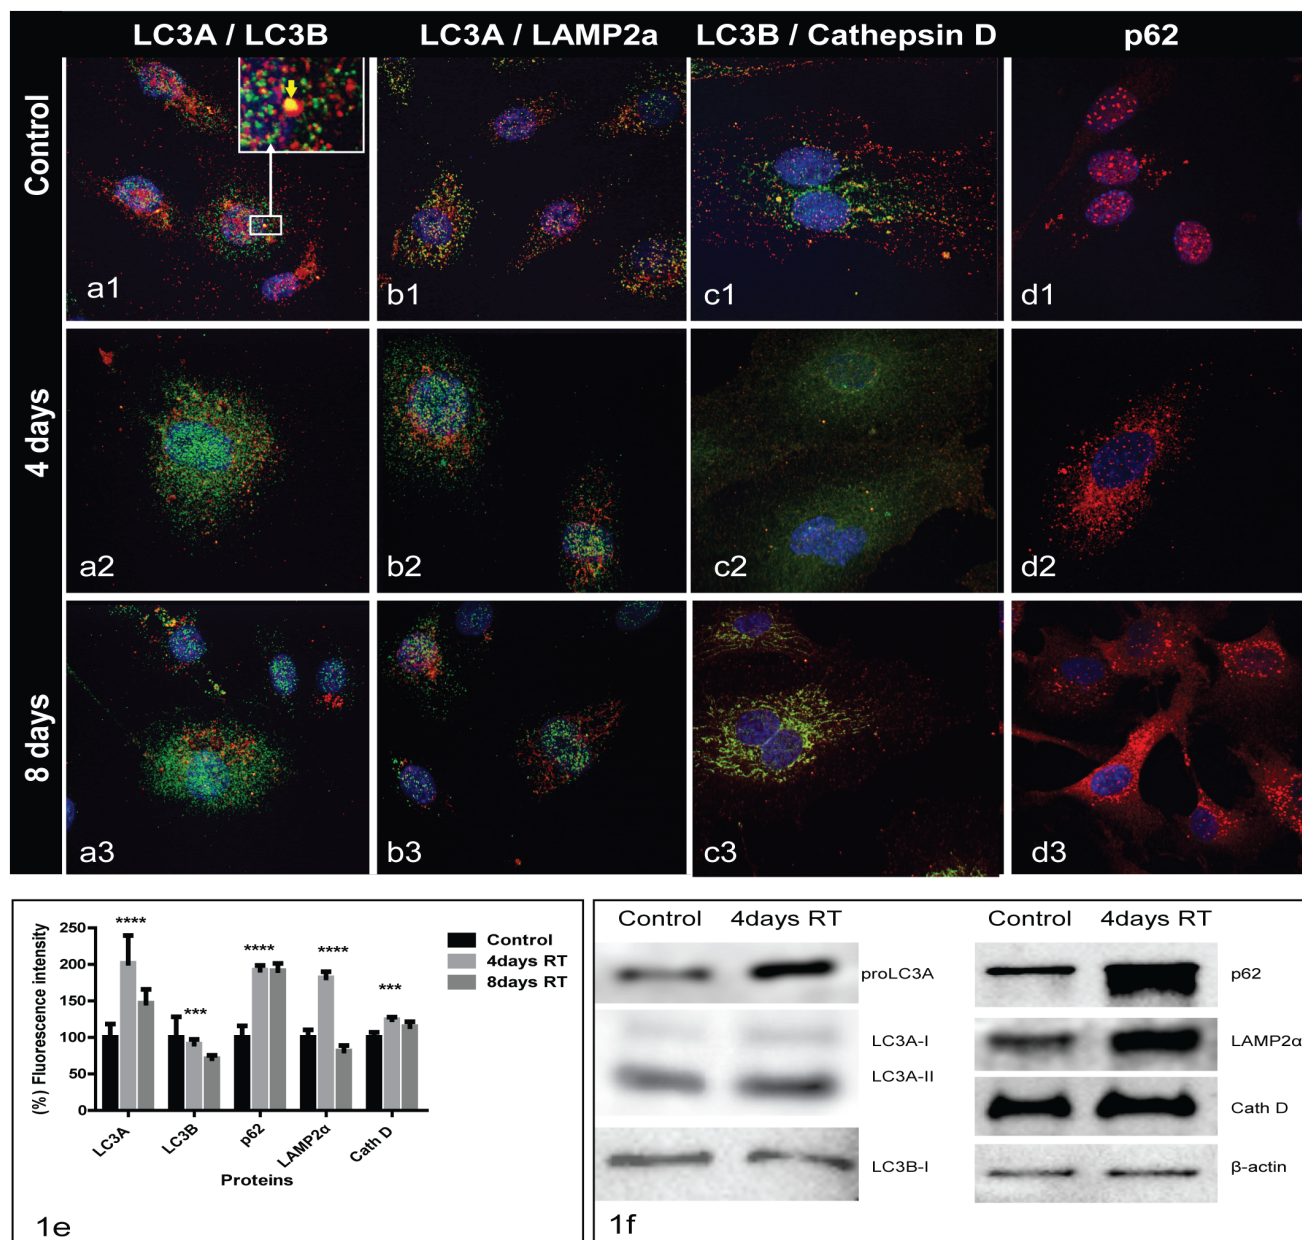 LC3A / LC3B
LC3A / LAMP2a
LC3B / Cathepsin D
p62
Control
a1
b1
c1
d1
4 days
a2
b2
c2
d2
8 days
a3
b3
c3
d3
(%) Fluorescence intensity
250
200
150
100
50
0
****
***
****
****
***
Control
4days RT
8days RT
LC3A
LC3B
p62
LAMP2α
Cath D
Proteins
1e
Control 4days RT
proLC3A
LC3A-I
LC3A-II
LC3B-I
Control 4days RT
p62
LAMP2α
Cath D
β-actin
1f